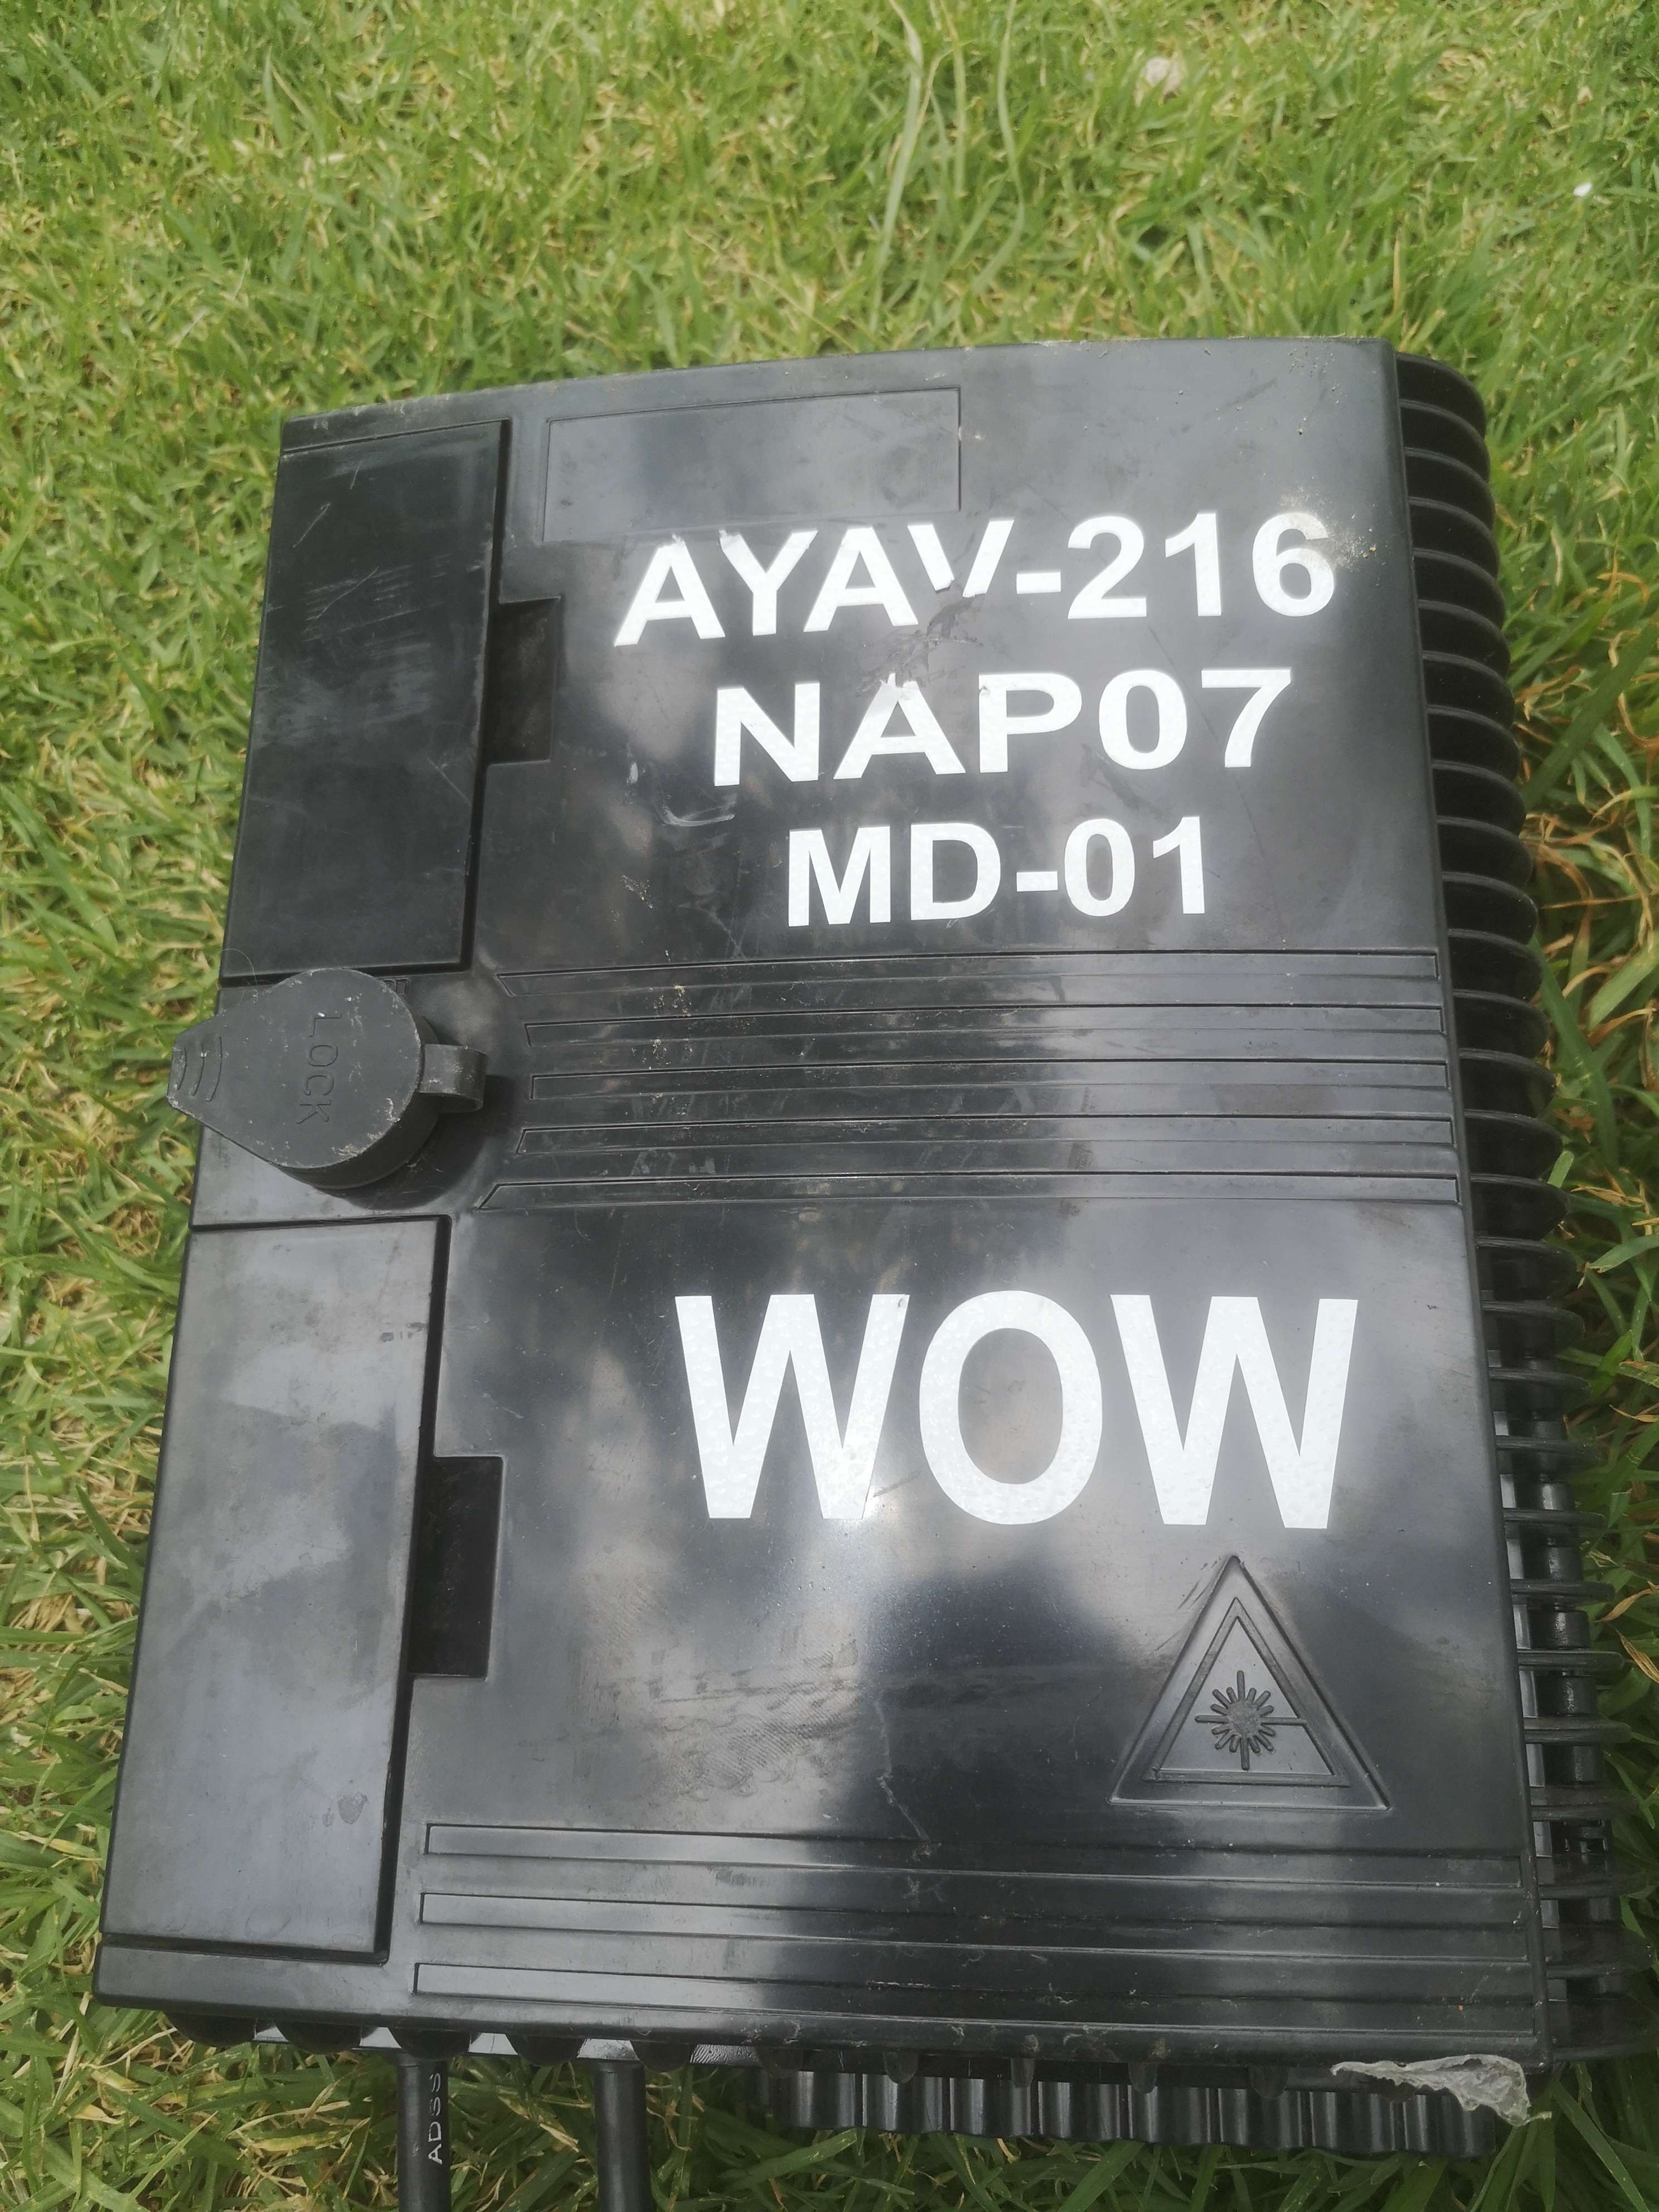 AYAV-216
NAP07
MD-01
LOCK
WOW
ADSS